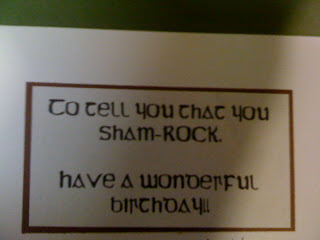 To tell you that you
Sham-ROCK.
have a wonderful
birthday!!